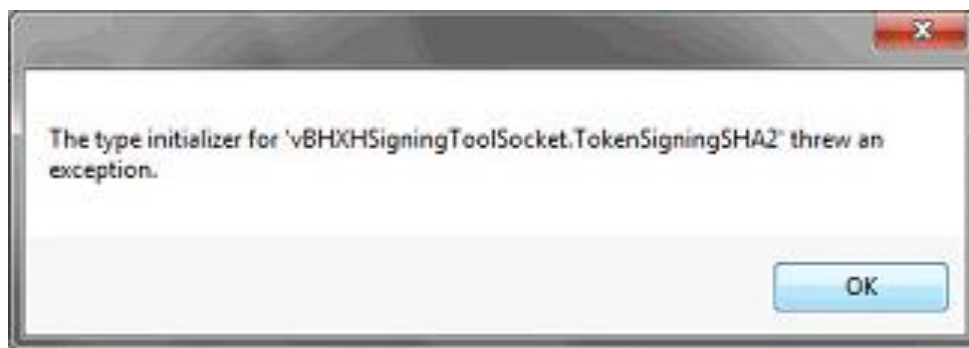 The type initializer for 'vBHXHSigningToolSocket.TokenSigningSHA2' threw an
exception.
OK